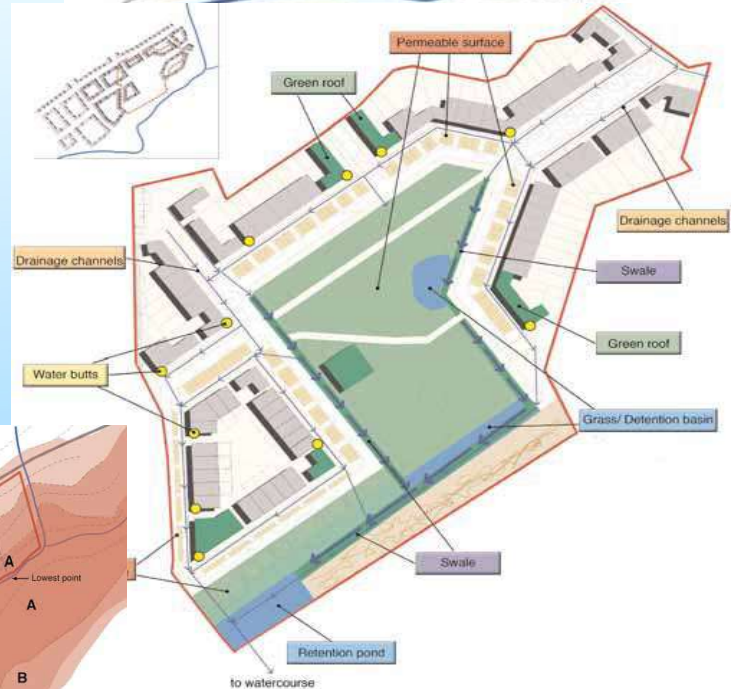 Permeable surface
Green roof
Drainage channels
Drainage channels
Swale
Green roof
Water butts
Grass/ Detention basin
A
Lowest point
A
Swale
B
Retention pond
to watercourse